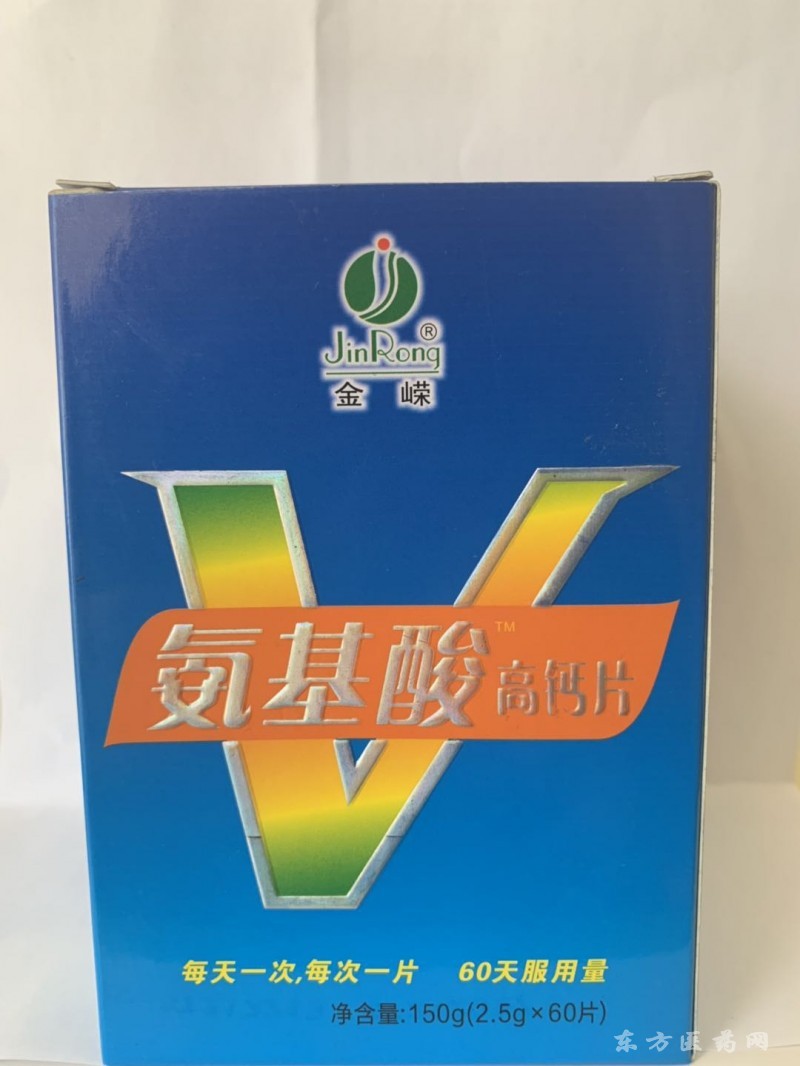 JinRong®
金嵘
氨基酸™高钙片
每天一次,每次一片 60天服用量
净含量:150g(2.5g×60片)
东方医药网